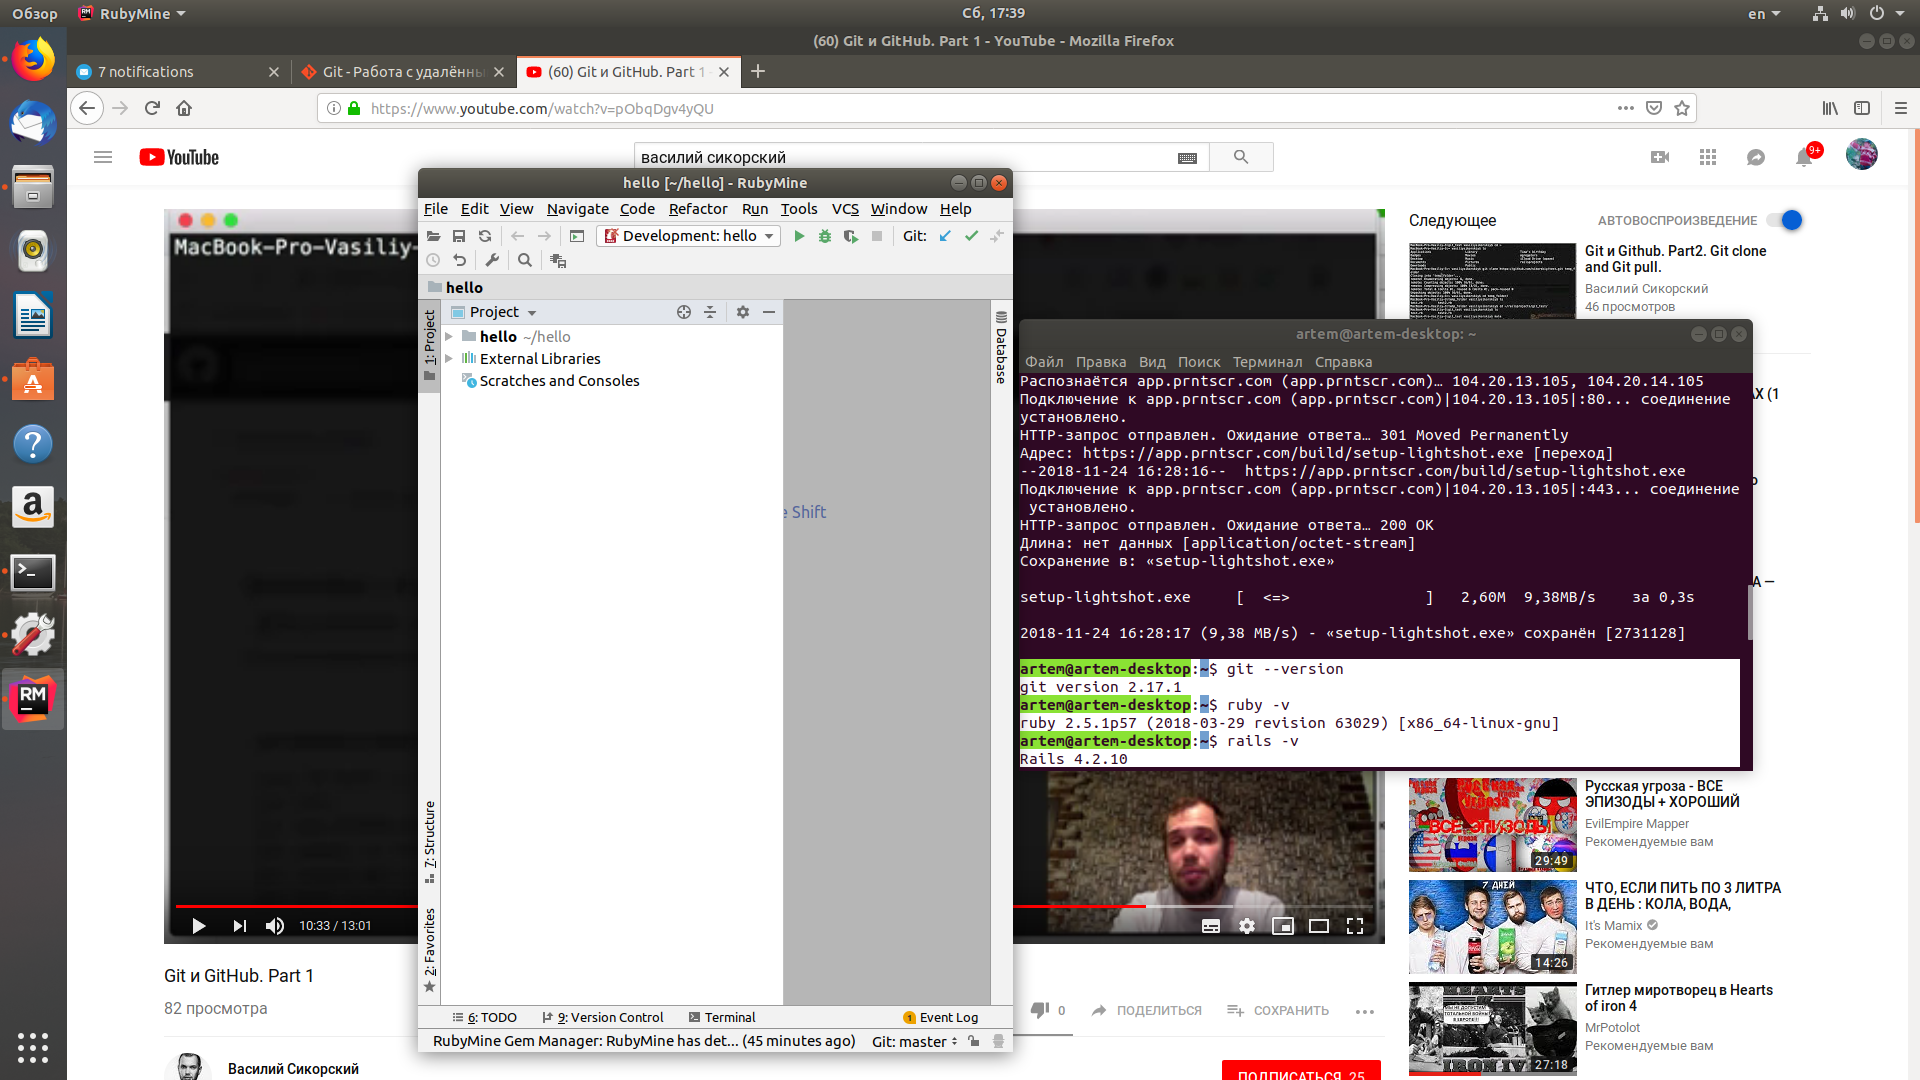 Обзор
RubyMine
Сб, 17:39
en
(60) Git и GitHub. Part 1 - YouTube - Mozilla Firefox
7 notifications
Git - Работа с удалённы
(60) Git и GitHub. Part 1
https://www.youtube.com/watch?v=pObqDgv4yQU
YouTube
василий сикорский
9+
MacBook-Pro-Vasiliy-
hello [~/hello] - RubyMine
File Edit View Navigate Code Refactor Run Tools VCS Window Help
Development: hello
Git:
hello
Project
hello ~/hello
External Libraries
Scratches and Consoles
1: Project
7: Structure
2: Favorites
Database
e Shift
6: TODO
9: Version Control
Terminal
1 Event Log
RubyMine Gem Manager: RubyMine has det... (45 minutes ago)
Git: master
artem@artem-desktop: ~
Файл Правка Вид Поиск Терминал Справка
Распознаётся app.prntscr.com (app.prntscr.com)… 104.20.13.105, 104.20.14.105
Подключение к app.prntscr.com (app.prntscr.com)|104.20.13.105|:80... соединение
установлено.
HTTP-запрос отправлен. Ожидание ответа… 301 Moved Permanently
Адрес: https://app.prntscr.com/build/setup-lightshot.exe [переход]
--2018-11-24 16:28:16--  https://app.prntscr.com/build/setup-lightshot.exe
Подключение к app.prntscr.com (app.prntscr.com)|104.20.13.105|:443... соединение
установлено.
HTTP-запрос отправлен. Ожидание ответа… 200 OK
Длина: нет данных [application/octet-stream]
Сохранение в: «setup-lightshot.exe»
setup-lightshot.exe [ <=> ] 2,60M 9,38MB/s за 0,3s
2018-11-24 16:28:17 (9,38 MB/s) - «setup-lightshot.exe» сохранён [2731128]
artem@artem-desktop:~$ git --version
git version 2.17.1
artem@artem-desktop:~$ ruby -v
ruby 2.5.1p57 (2018-03-29 revision 63029) [x86_64-linux-gnu]
artem@artem-desktop:~$ rails -v
Rails 4.2.10
10:33 / 13:01
Git и GitHub. Part 1
82 просмотра
0
ПОДЕЛИТЬСЯ
СОХРАНИТЬ
Василий Сикорский
ПОДПИСАТЬСЯ 25
Следующее
АВТОВОСПРОИЗВЕДЕНИЕ
Git и Github. Part2. Git clone
and Git pull.
Василий Сикорский
46 просмотров
АХ (1
А —
Русская угроза - ВСЕ
ЭПИЗОДЫ + ХОРОШИЙ
EvilEmpire Mapper
Рекомендуемые вам
ВСЕ ЭПИЗОДЫ
29:49
ЧТО, ЕСЛИ ПИТЬ ПО 3 ЛИТРА
В ДЕНЬ : КОЛА, ВОДА,
It's Mamix
Рекомендуемые вам
7 ДНЕЙ
14:26
Гитлер миротворец в Hearts
of iron 4
MrPotolot
Рекомендуемые вам
27:18